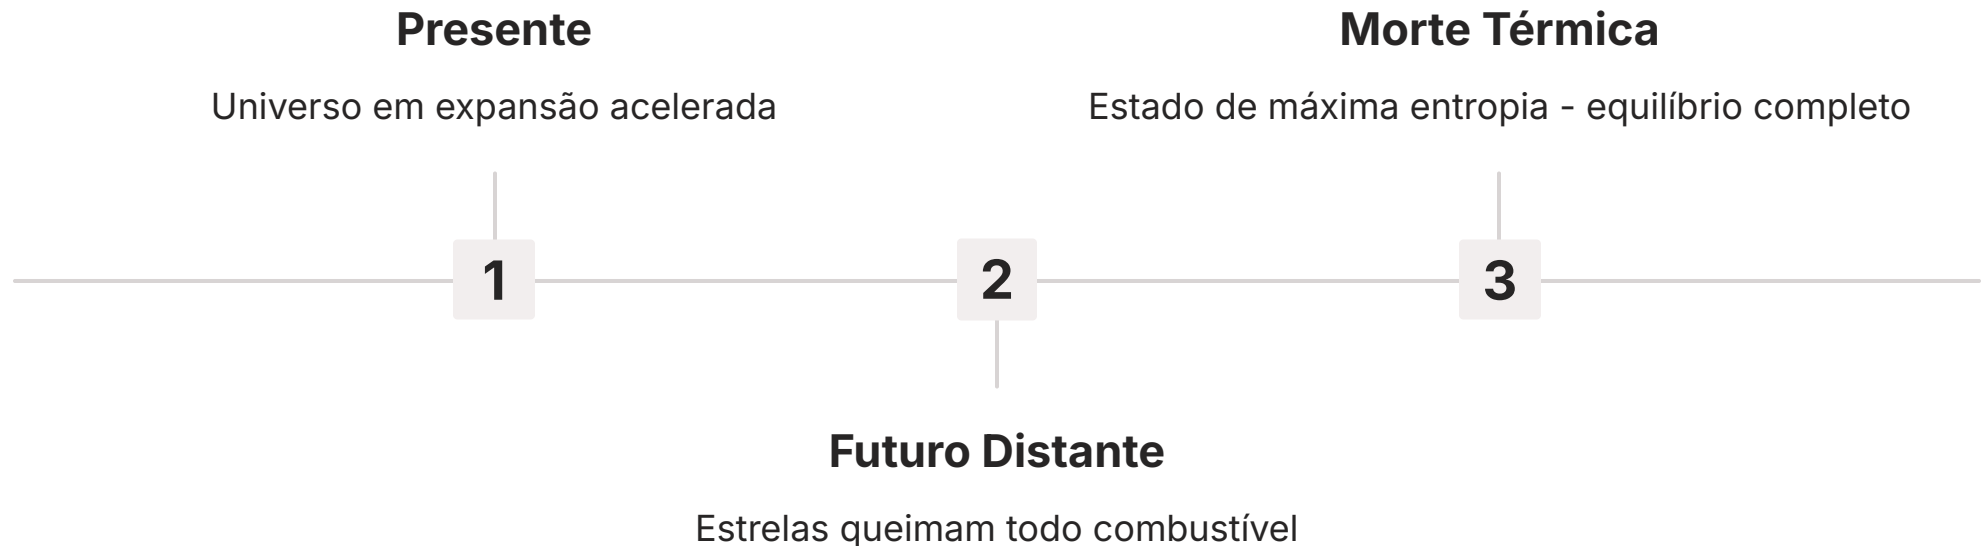 Presente
Universo em expansão acelerada
Morte Térmica
Estado de máxima entropia - equilíbrio completo
1
2
3
Futuro Distante
Estrelas queimam todo combustível